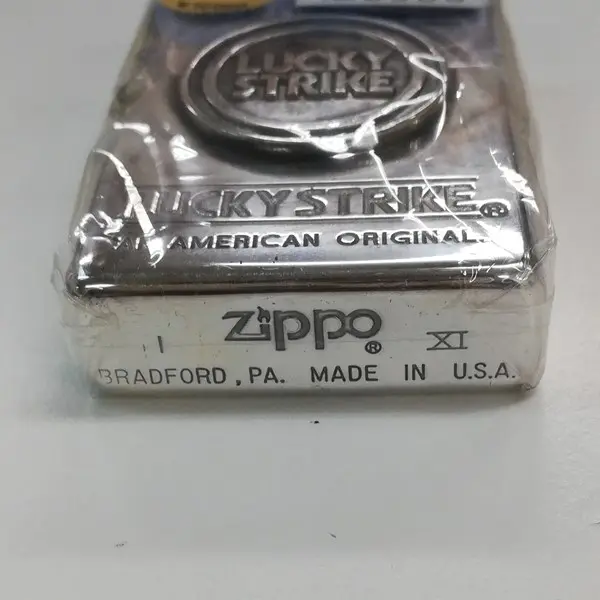 LUCKY
STRIKE
LUCKY STRIKE®
AN AMERICAN ORIGINAL.
I Zippo® XI
BRADFORD, PA. MADE IN U.S.A.